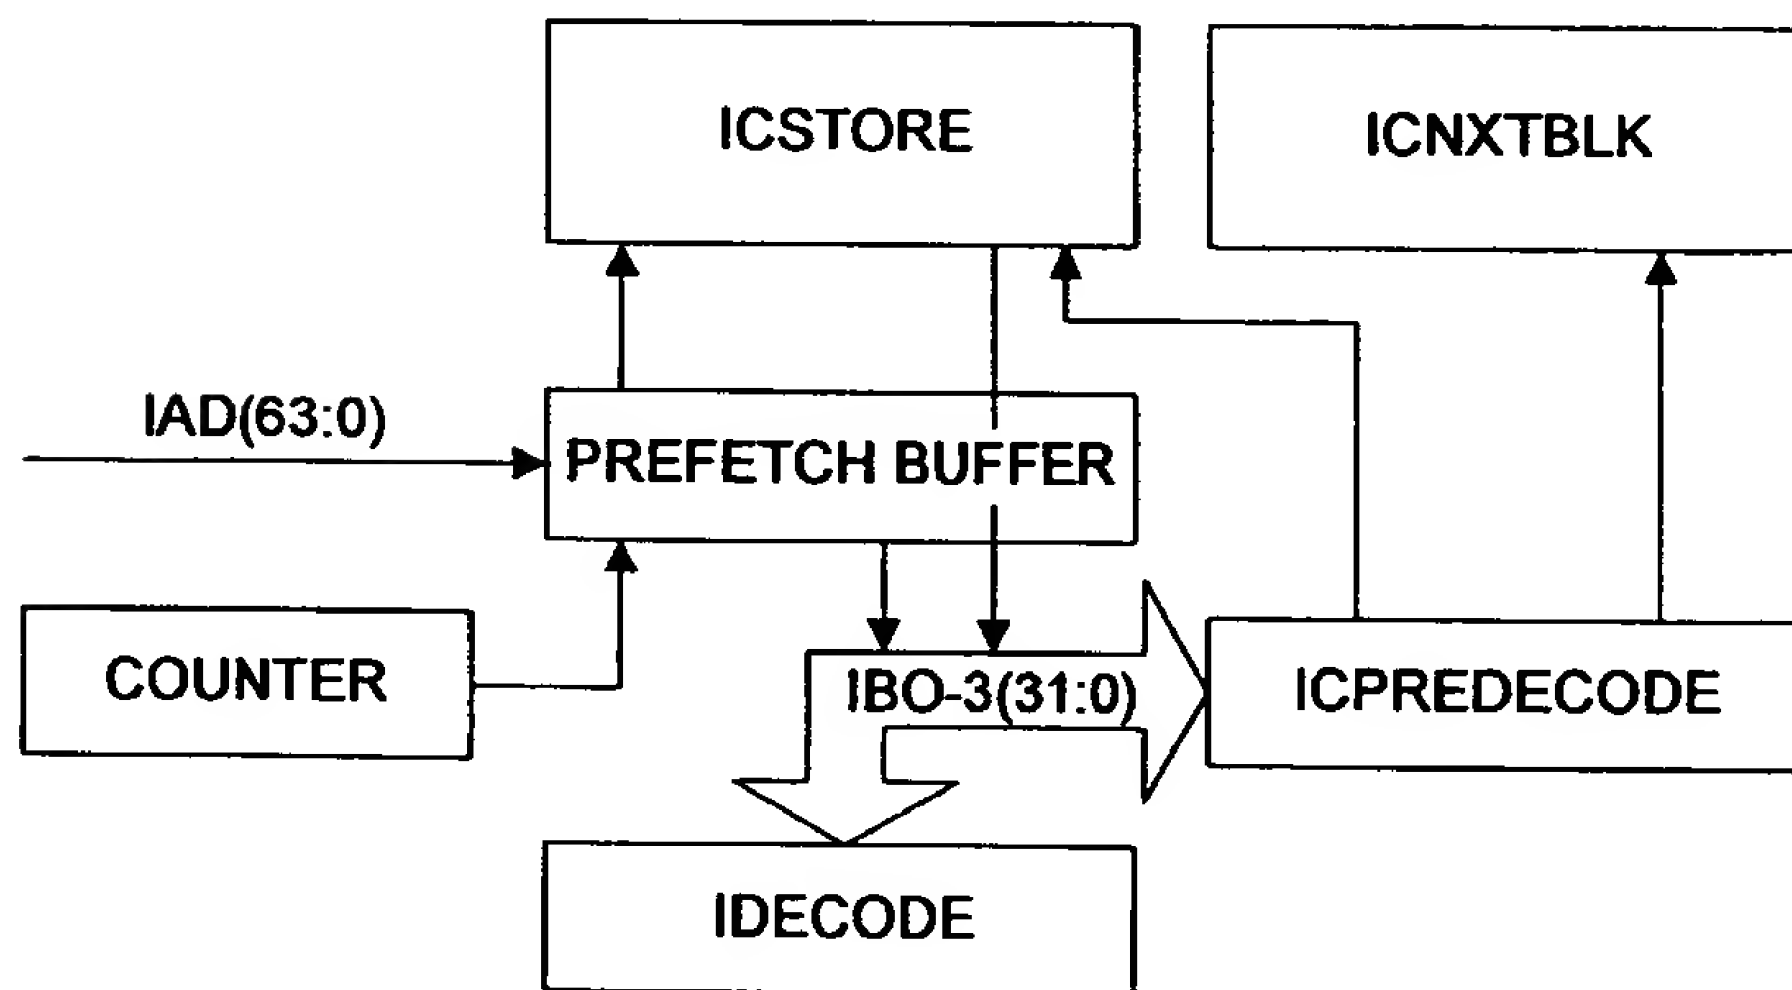 ICSTORE
ICNXTBLK
IAD(63:0)
PREFETCH BUFFER
COUNTER
IBO-3(31:0)
ICPREDECODE
IDECODE